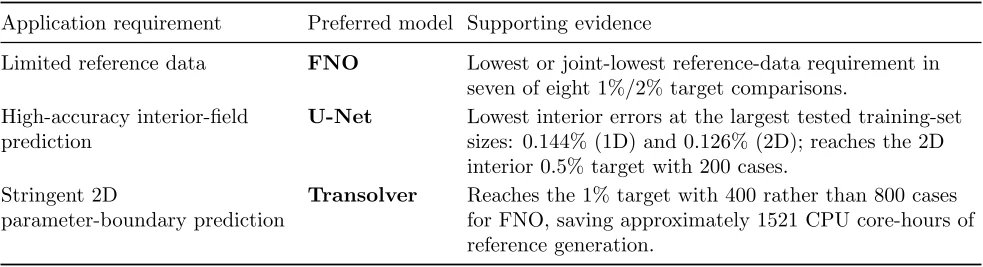 Application requirement Preferred model Supporting evidence
Limited reference data FNO Lowest or joint-lowest reference-data requirement in
seven of eight 1%/2% target comparisons.
High-accuracy interior-field U-Net Lowest interior errors at the largest tested training-set
prediction sizes: 0.144% (1D) and 0.126% (2D); reaches the 2D
interior 0.5% target with 200 cases.
Stringent 2D Transolver Reaches the 1% target with 400 rather than 800 cases
parameter-boundary prediction for FNO, saving approximately 1521 CPU core-hours of
reference generation.